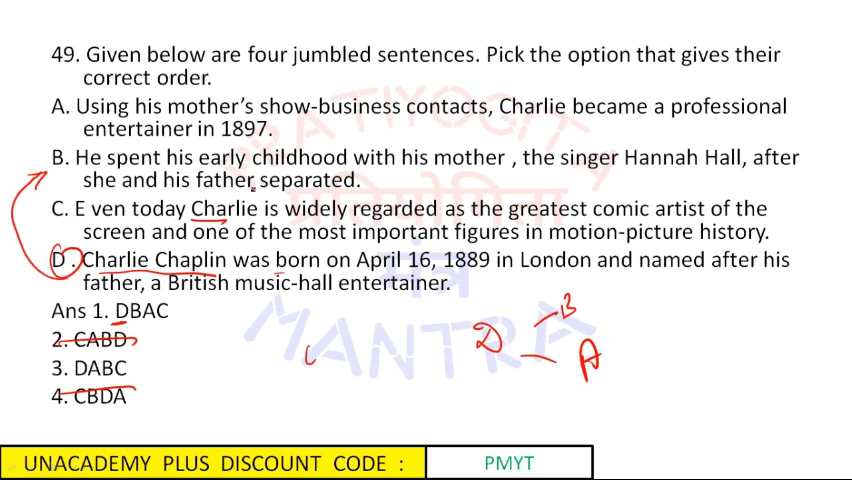 49. Given below are four jumbled sentences. Pick the option that gives their
correct order.
A. Using his mother's show-business contacts, Charlie became a professional
entertainer in 1897.
B. He spent his early childhood with his mother , the singer Hannah Hall, after
she and his father separated.
C. E ven today Charlie is widely regarded as the greatest comic artist of the
screen and one of the most important figures in motion-picture history.
D . Charlie Chaplin was born on April 16, 1889 in London and named after his
father, a British music-hall entertainer.
Ans 1. DBAC
2. CABD
3. DABC
4. CBDA
D B
A
PRATIYOGITA
प्रतियोगिता
मंत्र
MANTRA
UNACADEMY PLUS DISCOUNT CODE :
PMYT